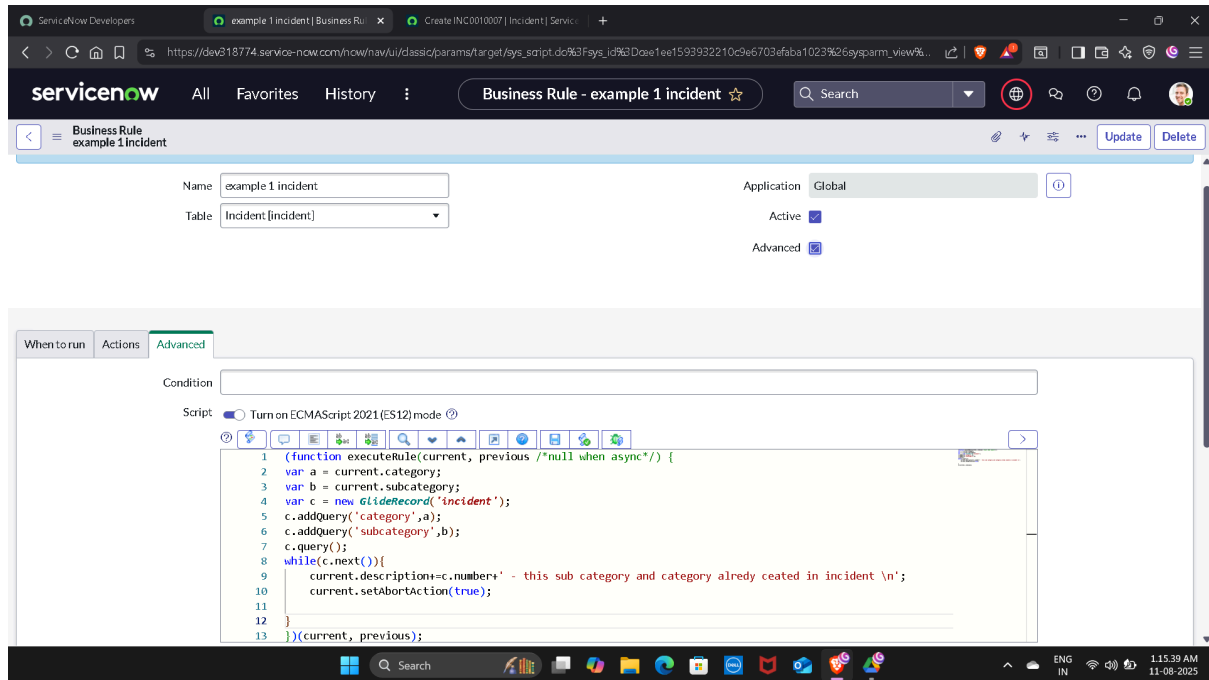 ServiceNow Developers
example 1 incident | Business Ru
Create INC0010007 | Incident | Service
https://dev318774.service-now.com/now/nav/ui/classic/params/target/sys_script.do%3Fsys_id%3Dcee1ee1593932210c9e6703efaba1023%26sysparm_view%...
servicenow
All
Favorites
History
Business Rule - example 1 incident
Search
Business Rule
example 1 incident
Update
Delete
Name
example 1 incident
Application
Global
Table
Incident [incident]
Active
Advanced
When to run
Actions
Advanced
Condition
Script
Turn on ECMAScript 2021 (ES12) mode
1 (function executeRule(current, previous /*null when async*/) {
2 var a = current.category;
3 var b = current.subcategory;
4 var c = new GlideRecord('incident');
5 c.addQuery('category',a);
6 c.addQuery('subcategory',b);
7 c.query();
8 while(c.next()){
9 current.description+=c.number+' - this sub category and category alredy ceated in incident \n';
10 current.setAbortAction(true);
11
12 }
13 })(current, previous);
Search
ENG
IN
1.15.39 AM
11-08-2025